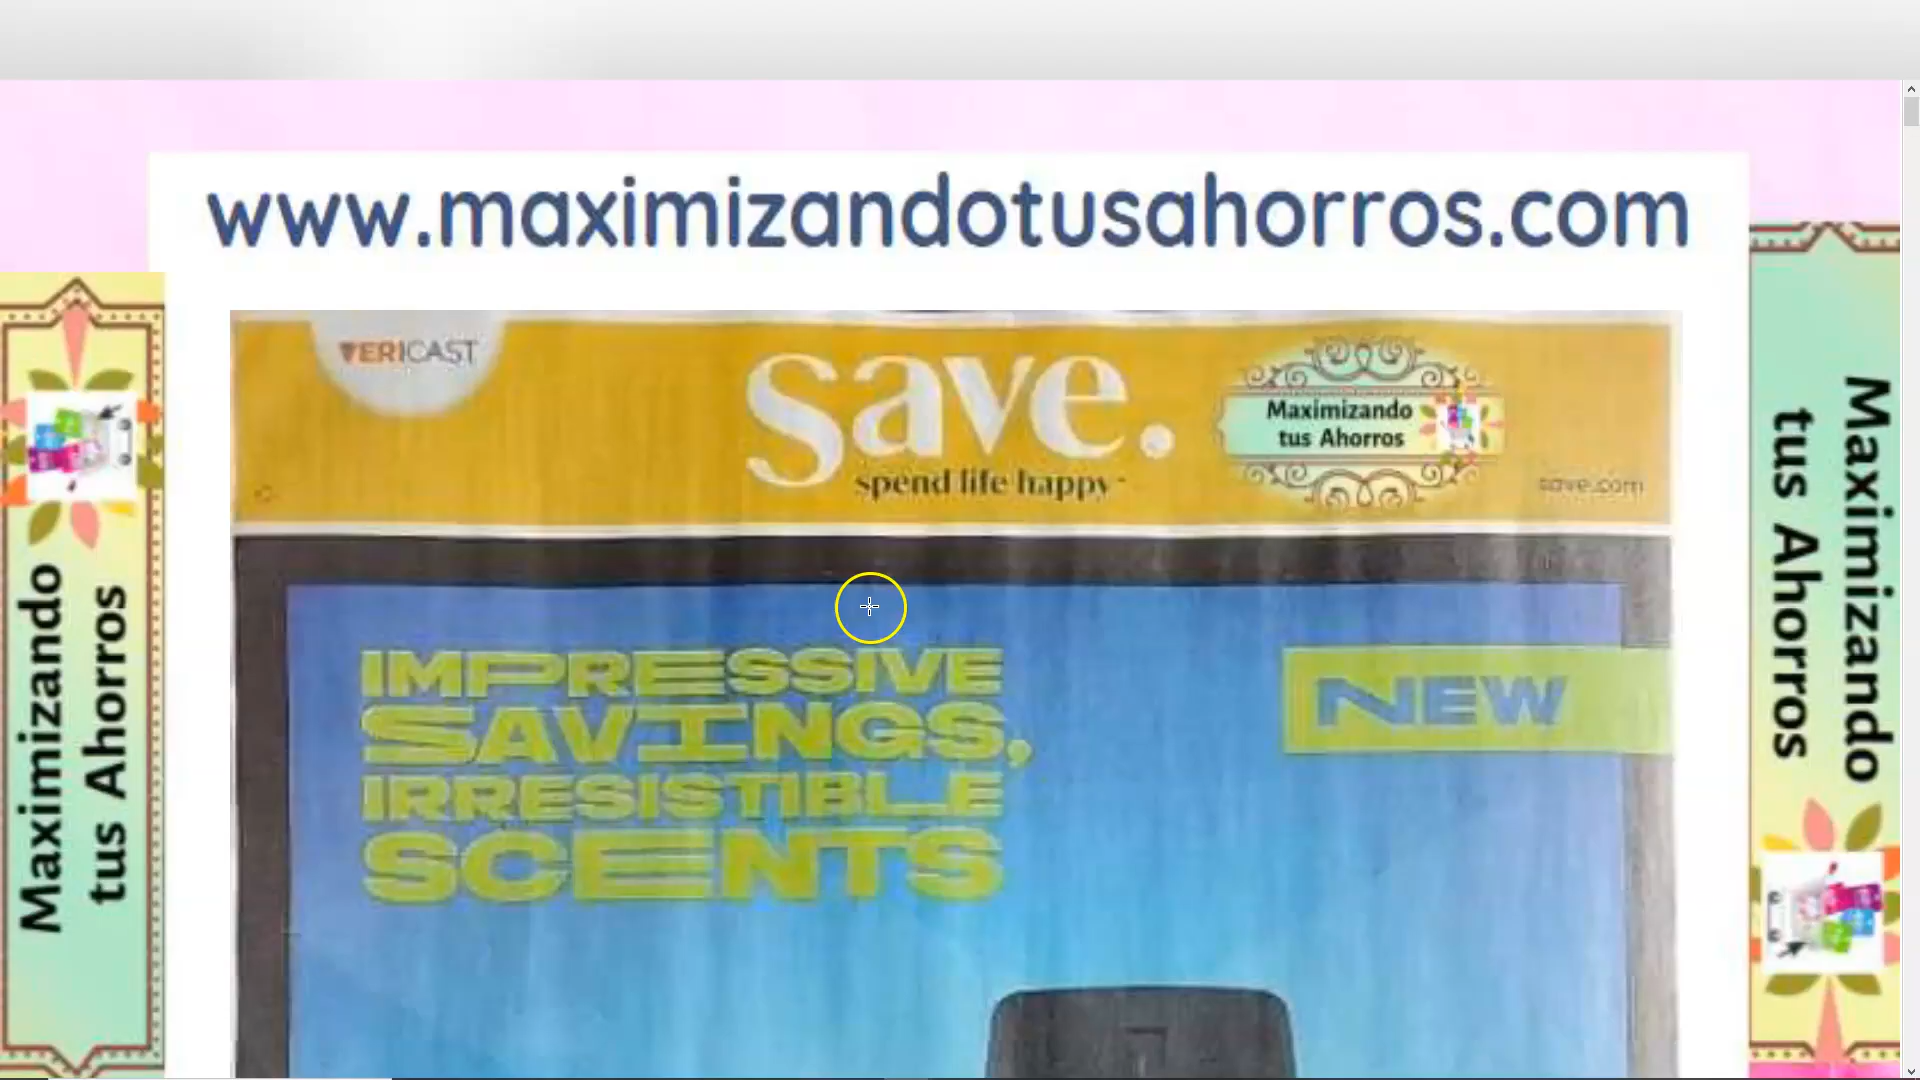 www.maximizandotusahorros.com
VERICAST
save.
spend life happy
Maximizando
tus Ahorros
save.com
IMPRESSIVE
SAVINGS,
IRRESISTIBLE
SCENTS
NEW
Maximizando
tus Ahorros
Maximizando
tus Ahorros